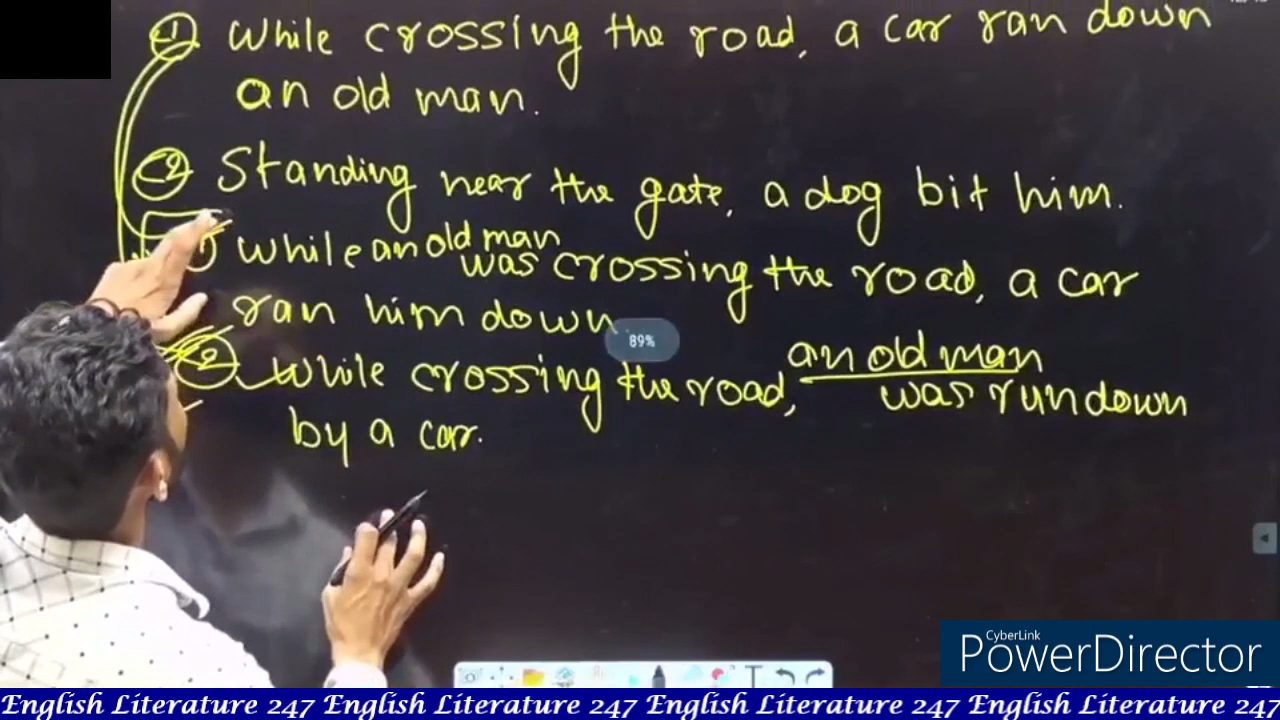 1 While crossing the road, a car ran down
an old man.
2 Standing near the gate, a dog bit him.
1 While an old man
was crossing the road, a car
ran him down
89%
2 While crossing the road, an old man
was run down
by a car.
CyberLink
PowerDirector
English Literature 247 English Literature 247 English Literature 247 English Literature 247